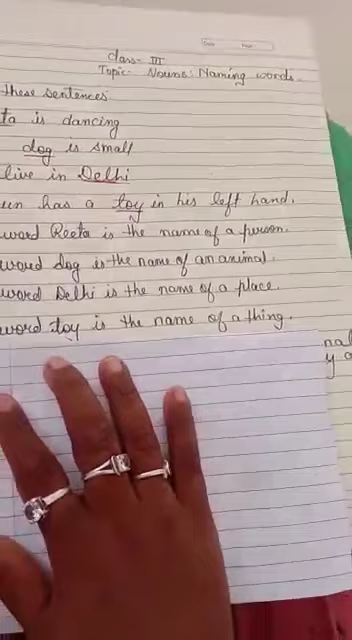 Class- III
Topic- Nouns: Naming words.
these sentences
ta is dancing
dog is small
live in Delhi
un has a toy in his left hand.
word Reeta is the name of a person.
word dog is the name of an animal.
word Delhi is the name of a place.
word toy is the name of a thing.
nal
y o